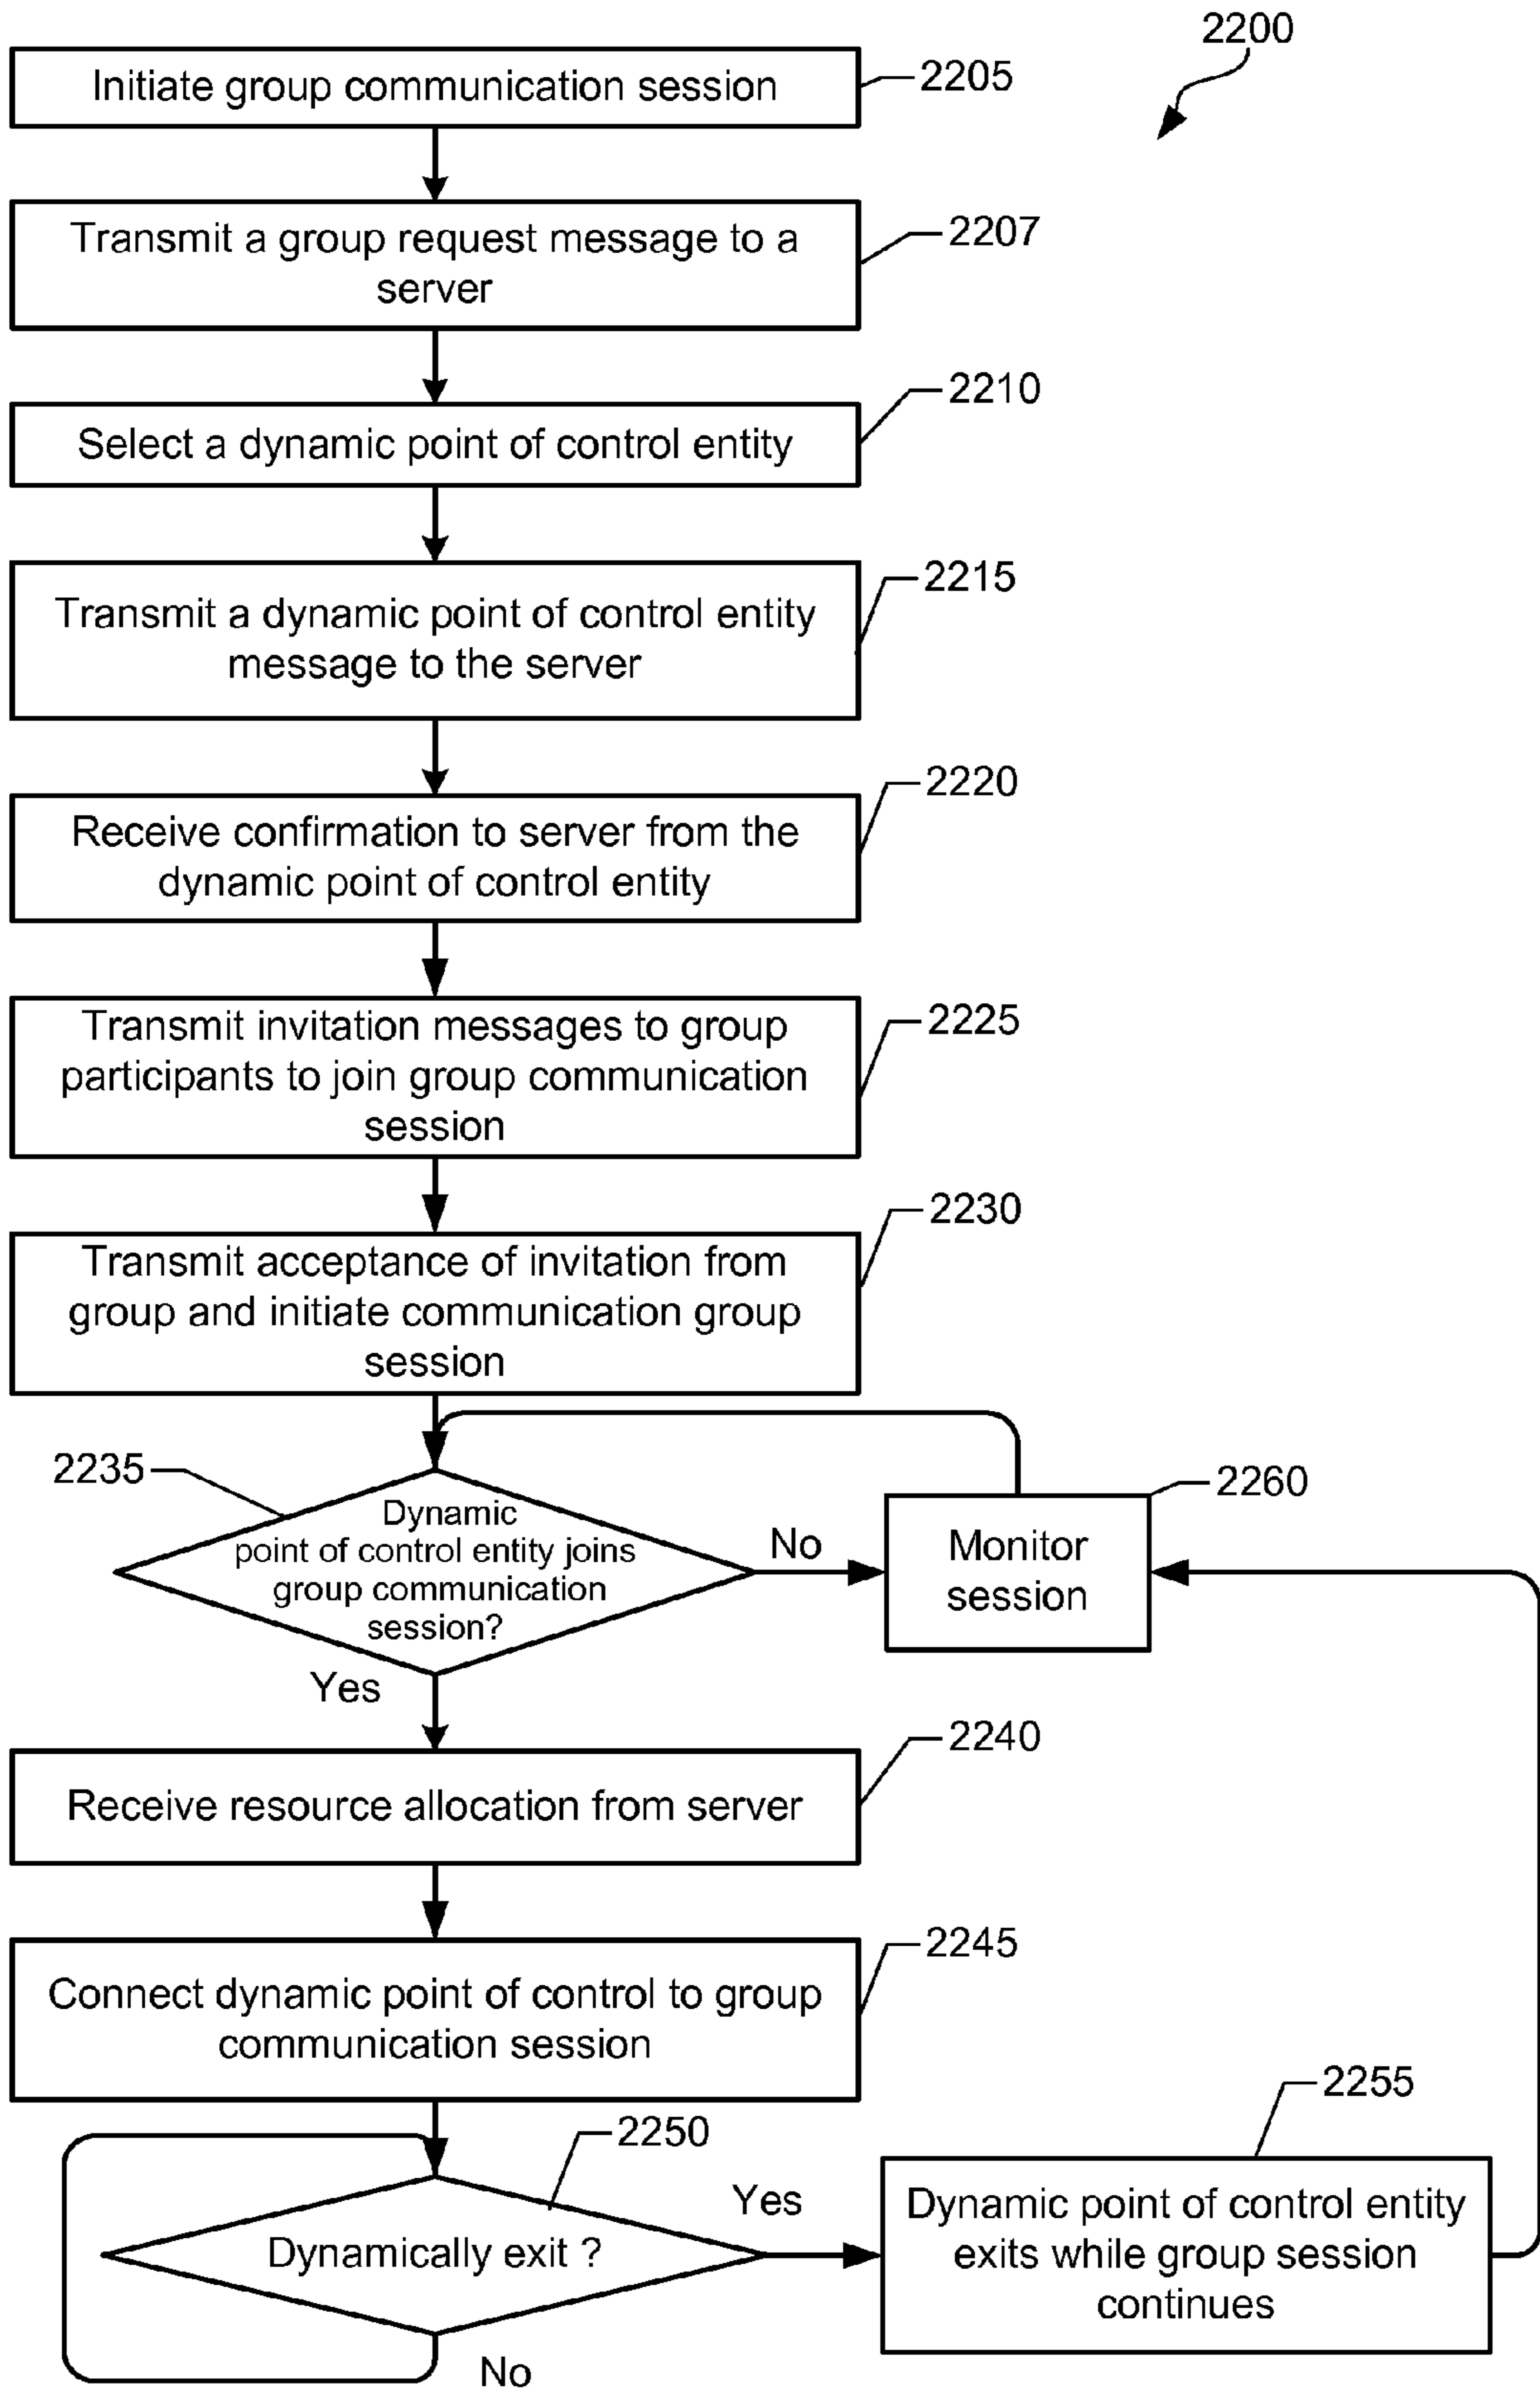 2200
Initiate group communication session
2205
Transmit a group request message to a
server
2207
Select a dynamic point of control entity
2210
Transmit a dynamic point of control entity
message to the server
2215
Receive confirmation to server from the
dynamic point of control entity
2220
Transmit invitation messages to group
participants to join group communication
session
2225
Transmit acceptance of invitation from
group and initiate communication group
session
2230
2235
Dynamic
point of control entity joins
group communication
session?
No
Monitor
session
2260
Yes
Receive resource allocation from server
2240
Connect dynamic point of control to group
communication session
2245
Dynamically exit ?
2250
Yes
No
Dynamic point of control entity
exits while group session
continues
2255